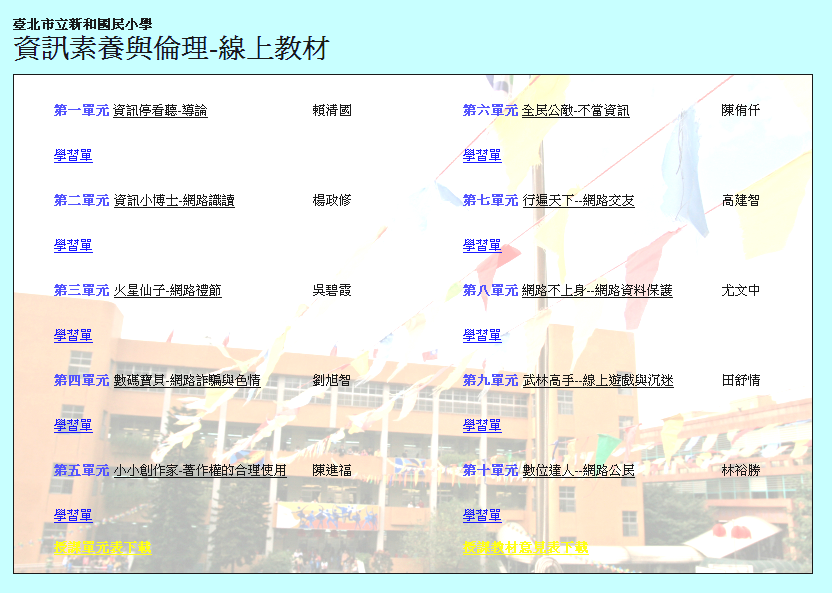 臺北市立新和國民小學
資訊素養與倫理-線上教材
第一單元 資訊停看聽-導論 賴清國
學習單
第二單元 資訊小博士-網路識讀 楊政修
學習單
第三單元 火星仙子-網路禮節 吳碧霞
學習單
第四單元 數碼寶貝-網路詐騙與色情 劉旭智
學習單
第五單元 小小創作家-著作權的合理使用 陳進福
學習單
第六單元 全民公敵-不當資訊 陳侑仟
學習單
第七單元 行遍天下--網路交友 高建智
學習單
第八單元 網路不上身--網路資料保護 尤文中
學習單
第九單元 武林高手--線上遊戲與沉迷 田舒情
學習單
第十單元 數位達人--網路公民 林裕勝
學習單
單元表下載
下載